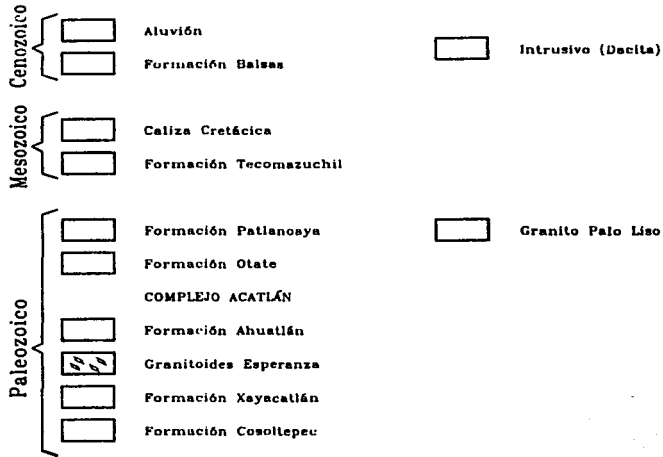 Cenozoico
Aluvión
Formación Balsas
Intrusivo (Dacita)
Mesozoico
Caliza Cretácica
Formación Tecomazuchil
Paleozoico
Formación Patlanoaya
Granito Palo Liso
Formación Otate
COMPLEJO ACATLÁN
Formación Ahuatlán
Granitoides Esperanza
Formación Xayacatlán
Formación Cosoltepec